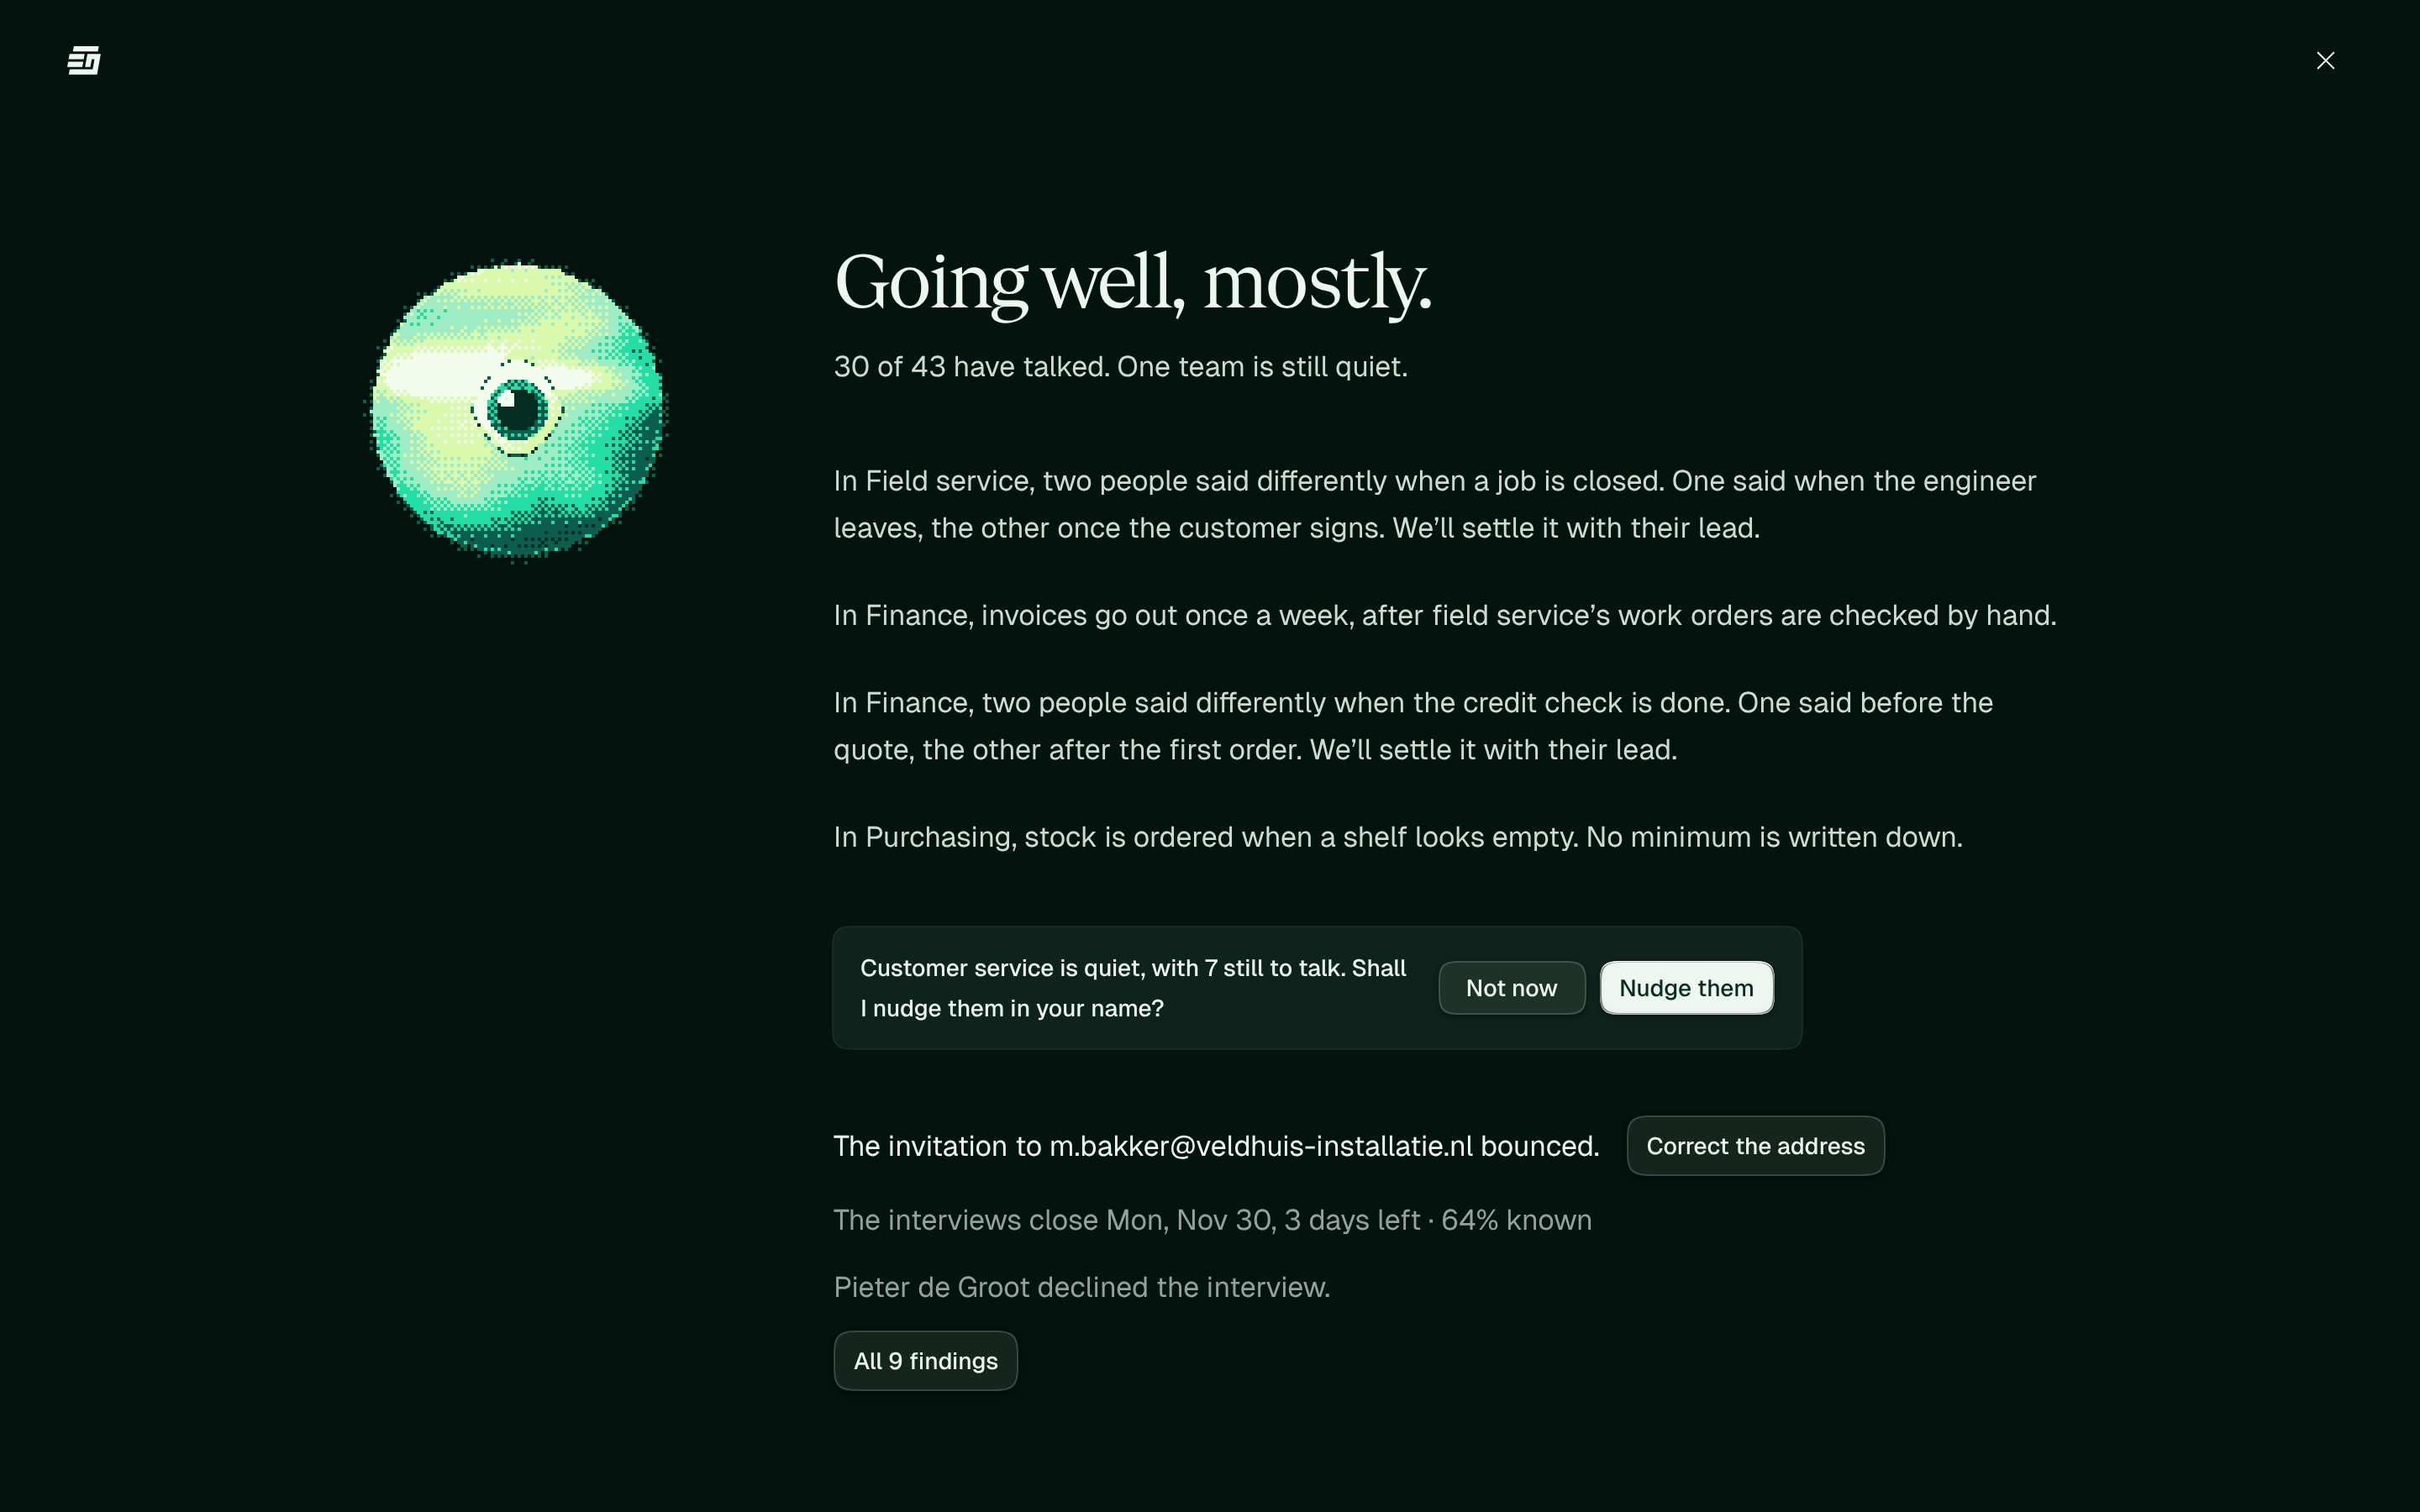 Going well, mostly.
30 of 43 have talked. One team is still quiet.
In Field service, two people said differently when a job is closed. One said when the engineer
leaves, the other once the customer signs. We’ll settle it with their lead.
In Finance, invoices go out once a week, after field service’s work orders are checked by hand.
In Finance, two people said differently when the credit check is done. One said before the
quote, the other after the first order. We’ll settle it with their lead.
In Purchasing, stock is ordered when a shelf looks empty. No minimum is written down.
Customer service is quiet, with 7 still to talk. Shall
I nudge them in your name?
Not now
Nudge them
The invitation to m.bakker@veldhuis-installatie.nl bounced.
Correct the address
The interviews close Mon, Nov 30, 3 days left · 64% known
Pieter de Groot declined the interview.
All 9 findings